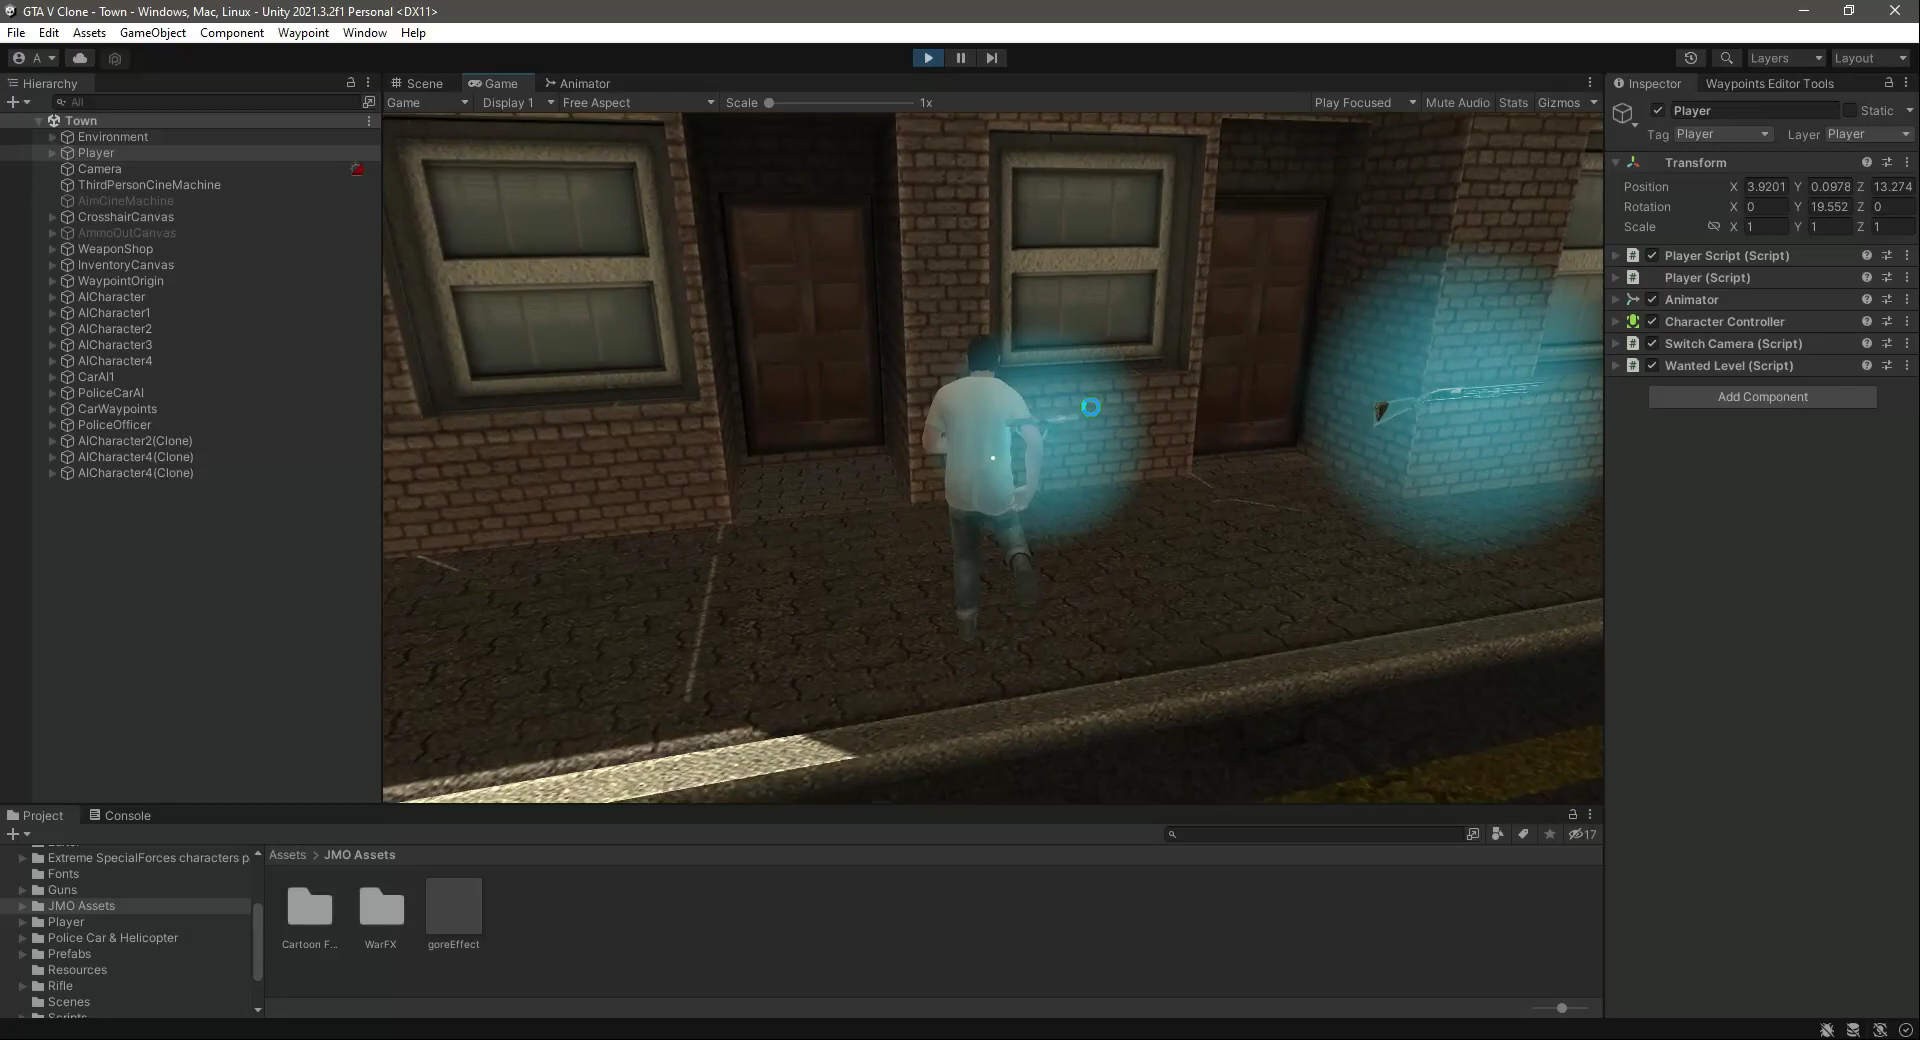 GTA V Clone - Town - Windows, Mac, Linux - Unity 2021.3.2f1 Personal <DX11>
File Edit Assets GameObject Component Waypoint Window Help
A Layers Layout
Hierarchy
All
Town
Environment
Player
Camera
ThirdPersonCineMachine
AimCineMachine
CrosshairCanvas
AmmoOutCanvas
WeaponShop
InventoryCanvas
WaypointOrigin
AICharacter
AICharacter1
AICharacter2
AICharacter3
AICharacter4
CarAI1
PoliceCarAI
CarWaypoints
PoliceOfficer
AICharacter2(Clone)
AICharacter4(Clone)
AICharacter4(Clone)
Scene Game Animator
Game Display 1 Free Aspect Scale 1x Play Focused Mute Audio Stats Gizmos
Inspector Waypoints Editor Tools
Player Static
Tag Player Layer Player
Transform
Position X 3.9201 Y 0.0978 Z 13.274
Rotation X 0 Y 19.552 Z 0
Scale X 1 Y 1 Z 1
Player Script (Script)
Player (Script)
Animator
Character Controller
Switch Camera (Script)
Wanted Level (Script)
Add Component
Project Console
17
Extreme SpecialForces characters p
Fonts
Guns
JMO Assets
Player
Police Car & Helicopter
Prefabs
Resources
Rifle
Scenes
Scripts
Assets > JMO Assets
Cartoon F... WarFX goreEffect